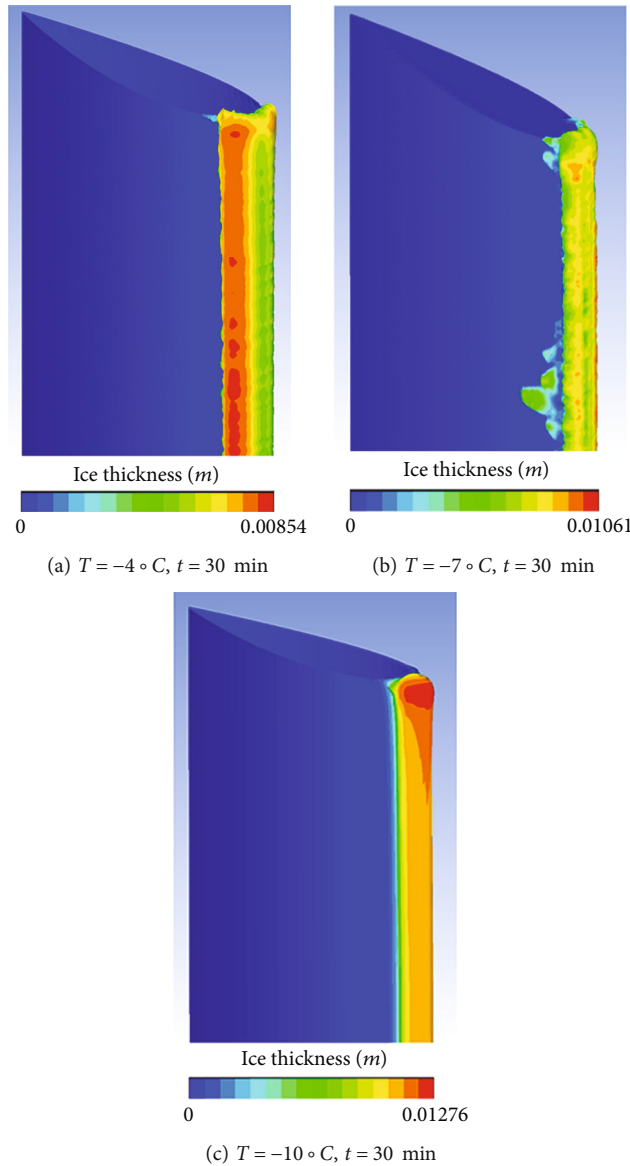 Ice thickness (m)
0 0.00854
(a) T = −4 ∘ C, t = 30 min
Ice thickness (m)
0 0.01061
(b) T = −7 ∘ C, t = 30 min
Ice thickness (m)
0 0.01276
(c) T = −10 ∘ C, t = 30 min